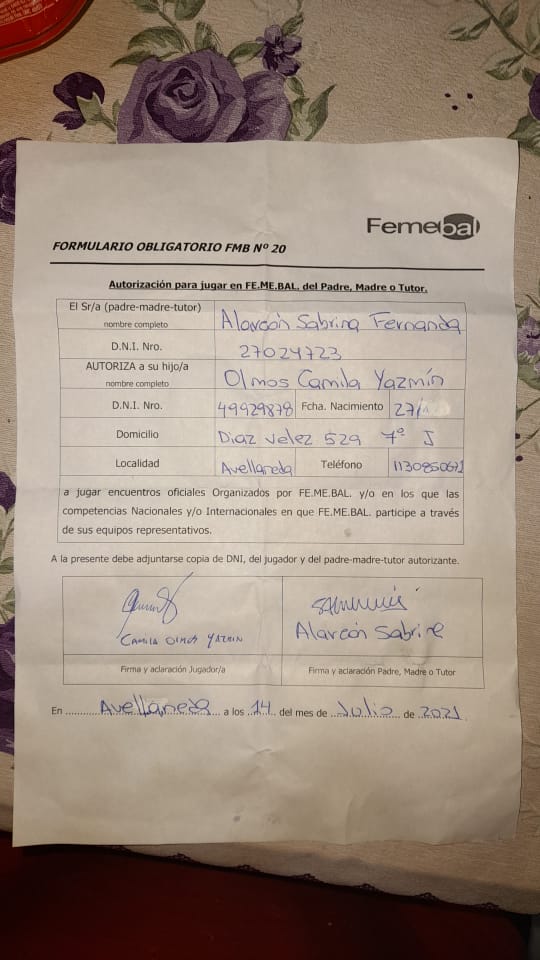 Femebal
FORMULARIO OBLIGATORIO FMB Nº 20
Autorización para jugar en FE.ME.BAL. del Padre, Madre o Tutor.
El Sr/a (padre-madre-tutor)
nombre completo
Alarcón Sabrina Fernanda
D.N.I. Nro.
27024723
AUTORIZA a su hijo/a
nombre completo
Olmos Camila Yazmín
D.N.I. Nro. 49929878 Fcha. Nacimiento 27/
Domicilio Diaz velez 529 7º J
Localidad Avellaneda Teléfono 1130850671
a jugar encuentros oficiales Organizados por FE.ME.BAL. y/o en los que las
competencias Nacionales y/o Internacionales en que FE.ME.BAL. participe a través
de sus equipos representativos.
A la presente debe adjuntarse copia de DNI, del jugador y del padre-madre-tutor autorizante.
CAMILA OLMOS YAZMIN
Alarcón Sabrina
Firma y aclaración Jugador/a
Firma y aclaración Padre, Madre o Tutor
En Avellaneda a los 14 del mes de Julio de 2021